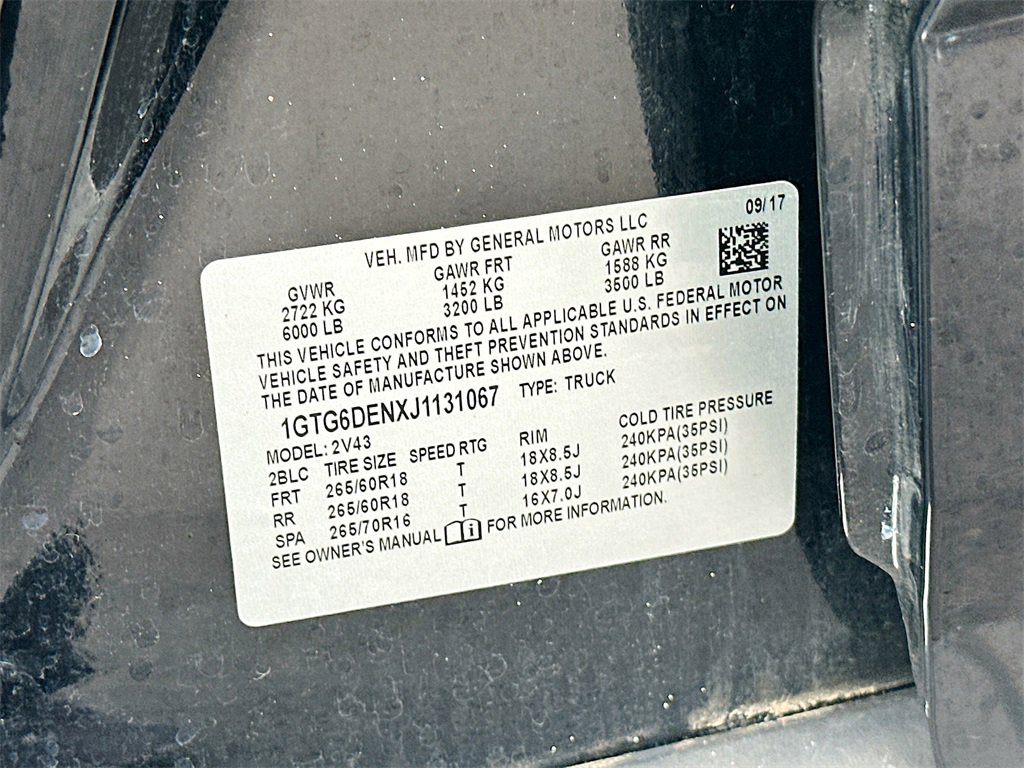 09/17
VEH. MFD BY GENERAL MOTORS LLC
GVWR GAWR FRT GAWR RR
2722 KG 1452 KG 1588 KG
6000 LB 3200 LB 3500 LB
THIS VEHICLE CONFORMS TO ALL APPLICABLE U.S. FEDERAL MOTOR
VEHICLE SAFETY AND THEFT PREVENTION STANDARDS IN EFFECT ON
THE DATE OF MANUFACTURE SHOWN ABOVE.
1GTG6DENXJ1131067 TYPE: TRUCK
MODEL: 2V43
2BLC TIRE SIZE SPEED RTG RIM COLD TIRE PRESSURE
FRT 265/60R18 T 18X8.5J 240KPA(35PSI)
RR 265/60R18 T 18X8.5J 240KPA(35PSI)
SPA 265/70R16 T 16X7.0J 240KPA(35PSI)
SEE OWNER'S MANUAL i FOR MORE INFORMATION.